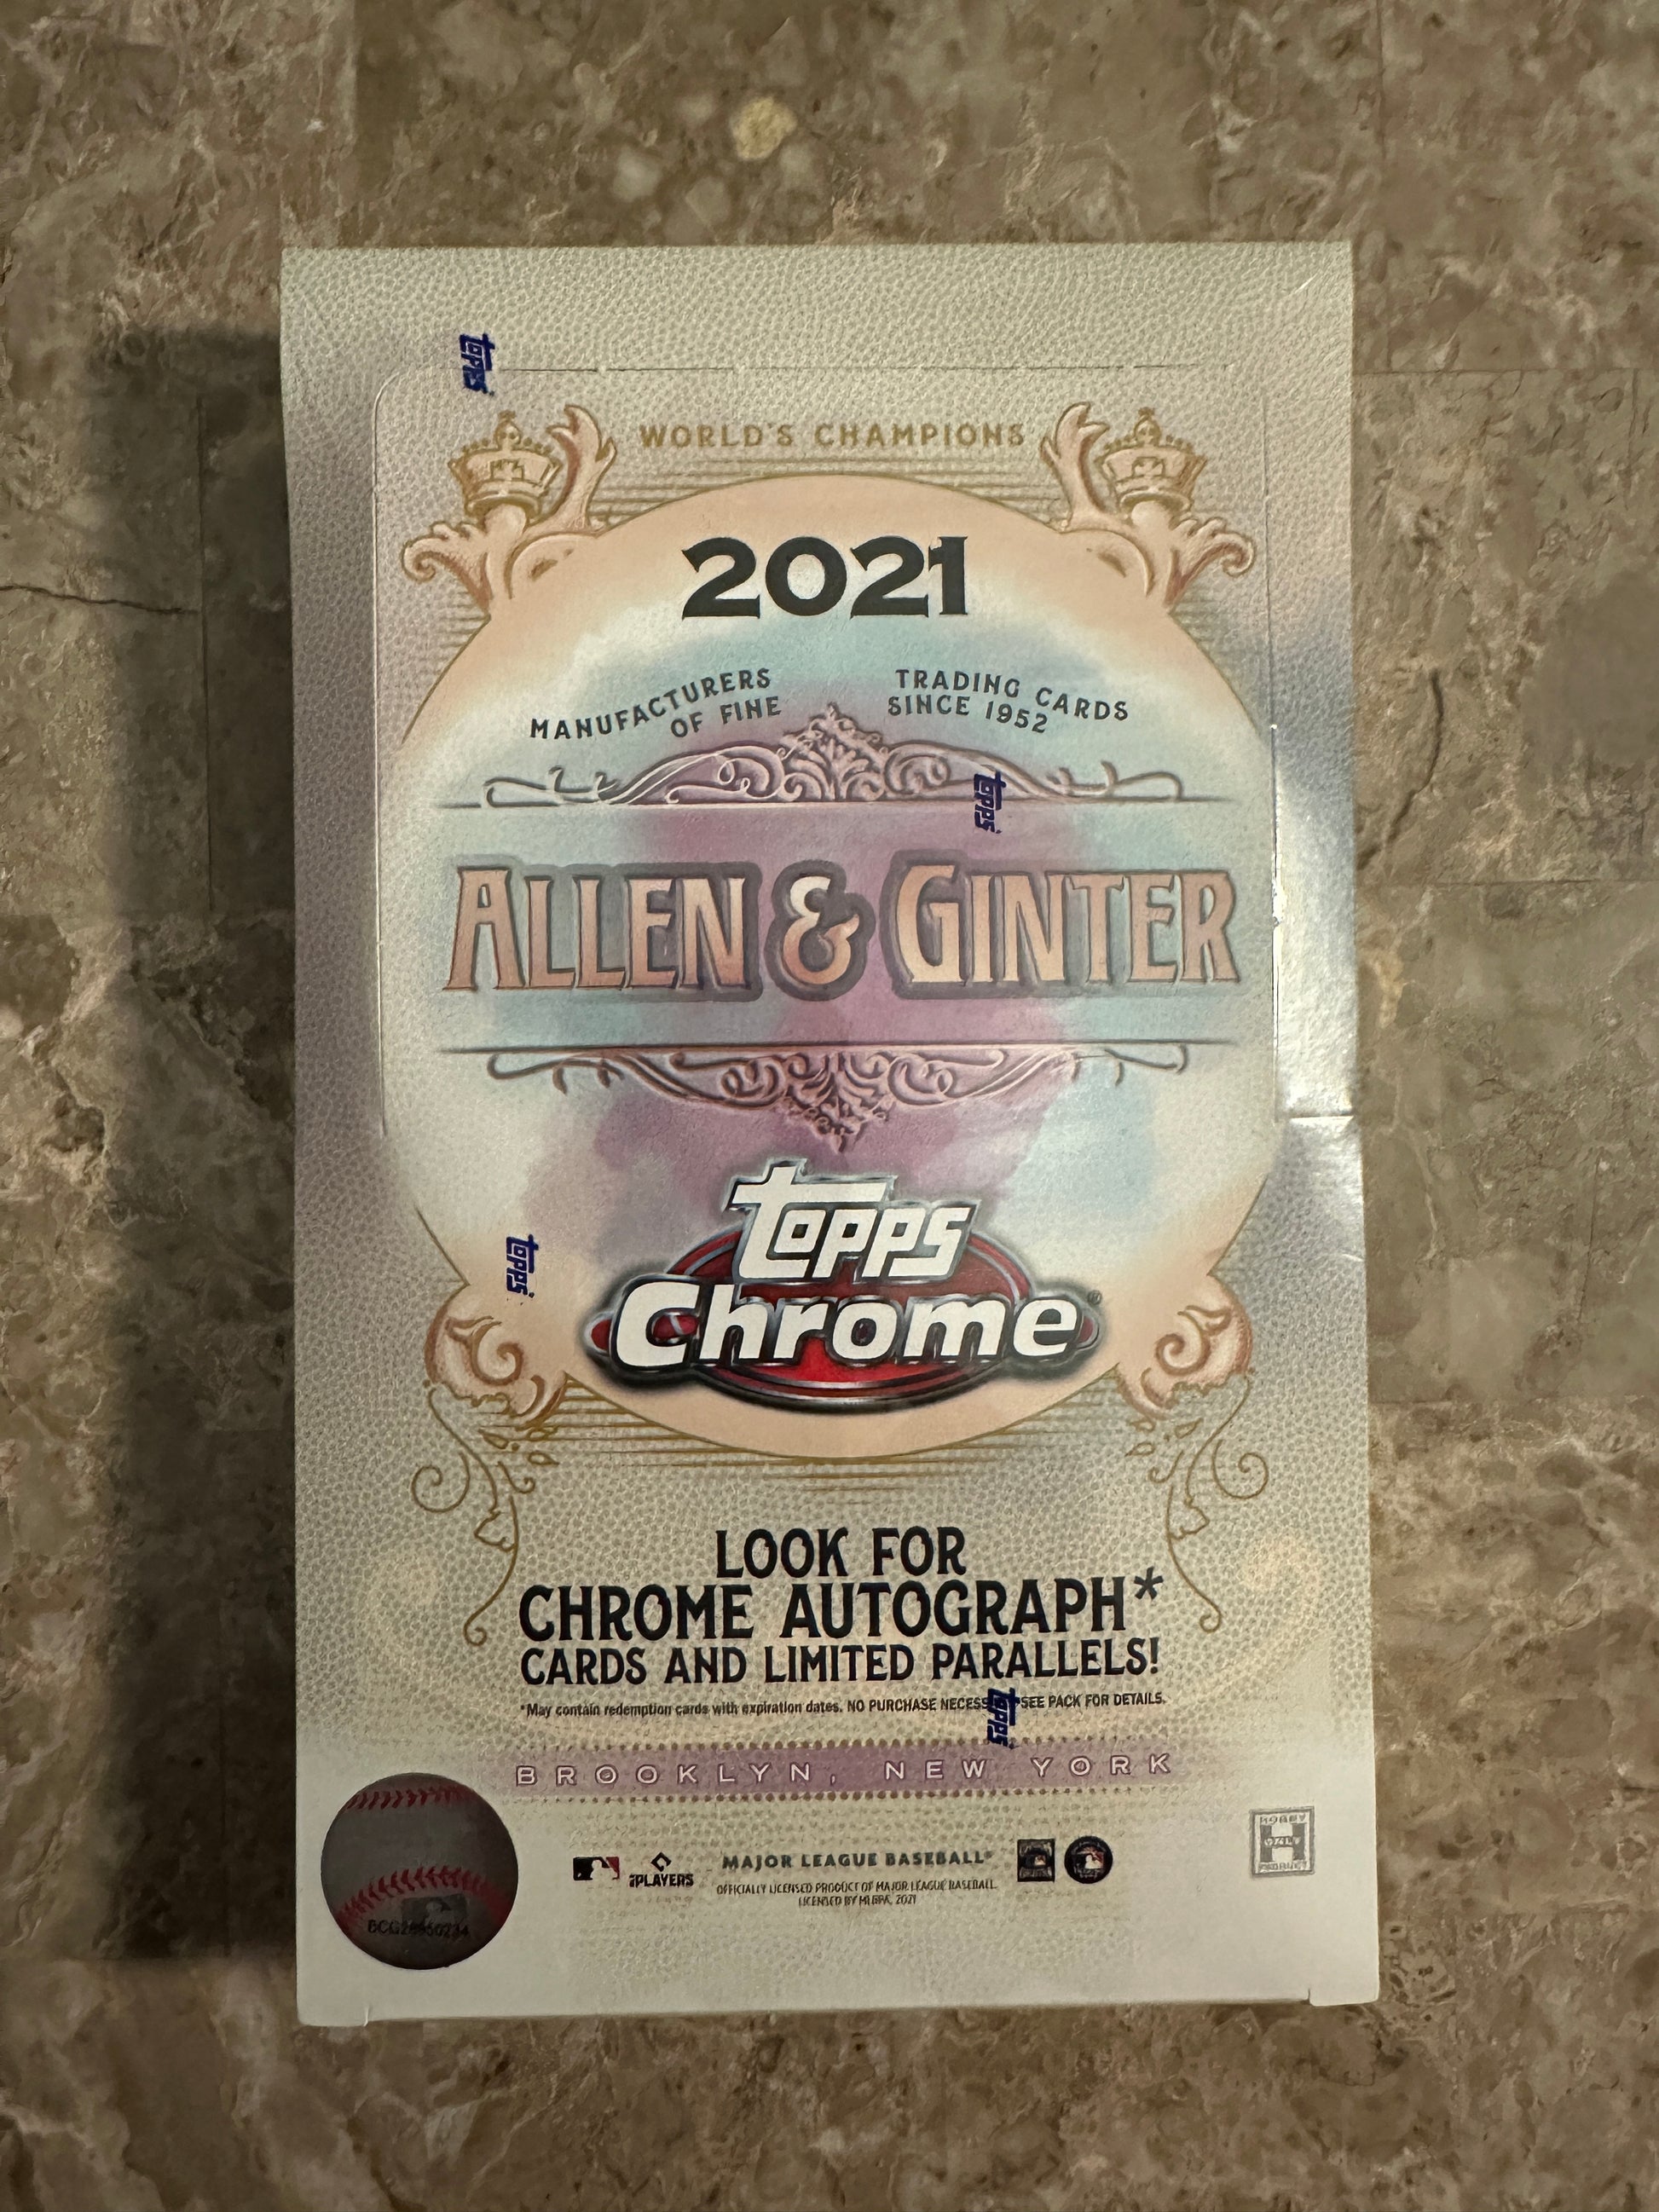 topps
WORLD'S CHAMPIONS
2021
MANUFACTURERS
OF FINE
TRADING CARDS
SINCE 1952
topps
ALLEN & GINTER
topps
Chrome®
topps
LOOK FOR
CHROME AUTOGRAPH*
CARDS AND LIMITED PARALLELS!
*May contain redemption cards with expiration dates. NO PURCHASE SEE PACK FOR DETAILS.
topps
BROOKLYN, NEW YORK
PLAYERS
MAJOR LEAGUE BASEBALL®
OFFICIALLY LICENSED PRODUCT OF MAJOR LEAGUE BASEBALL.
LICENSED BY MLBPA, 2021
HOBBY
ONLY
PRODUCT